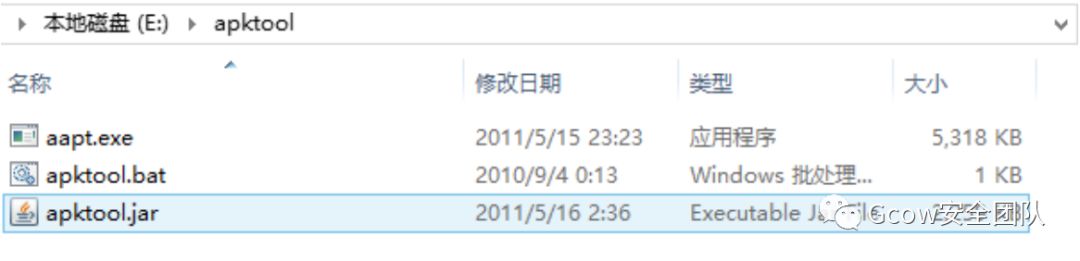 本地磁盘 (E:) apktool
名称 修改日期 类型 大小
aapt.exe 2011/5/15 23:23 应用程序 5,318 KB
apktool.bat 2010/9/4 0:13 Windows 批处理... 1 KB
apktool.jar 2011/5/16 2:36 Executable Jar File
Gcow安全团队